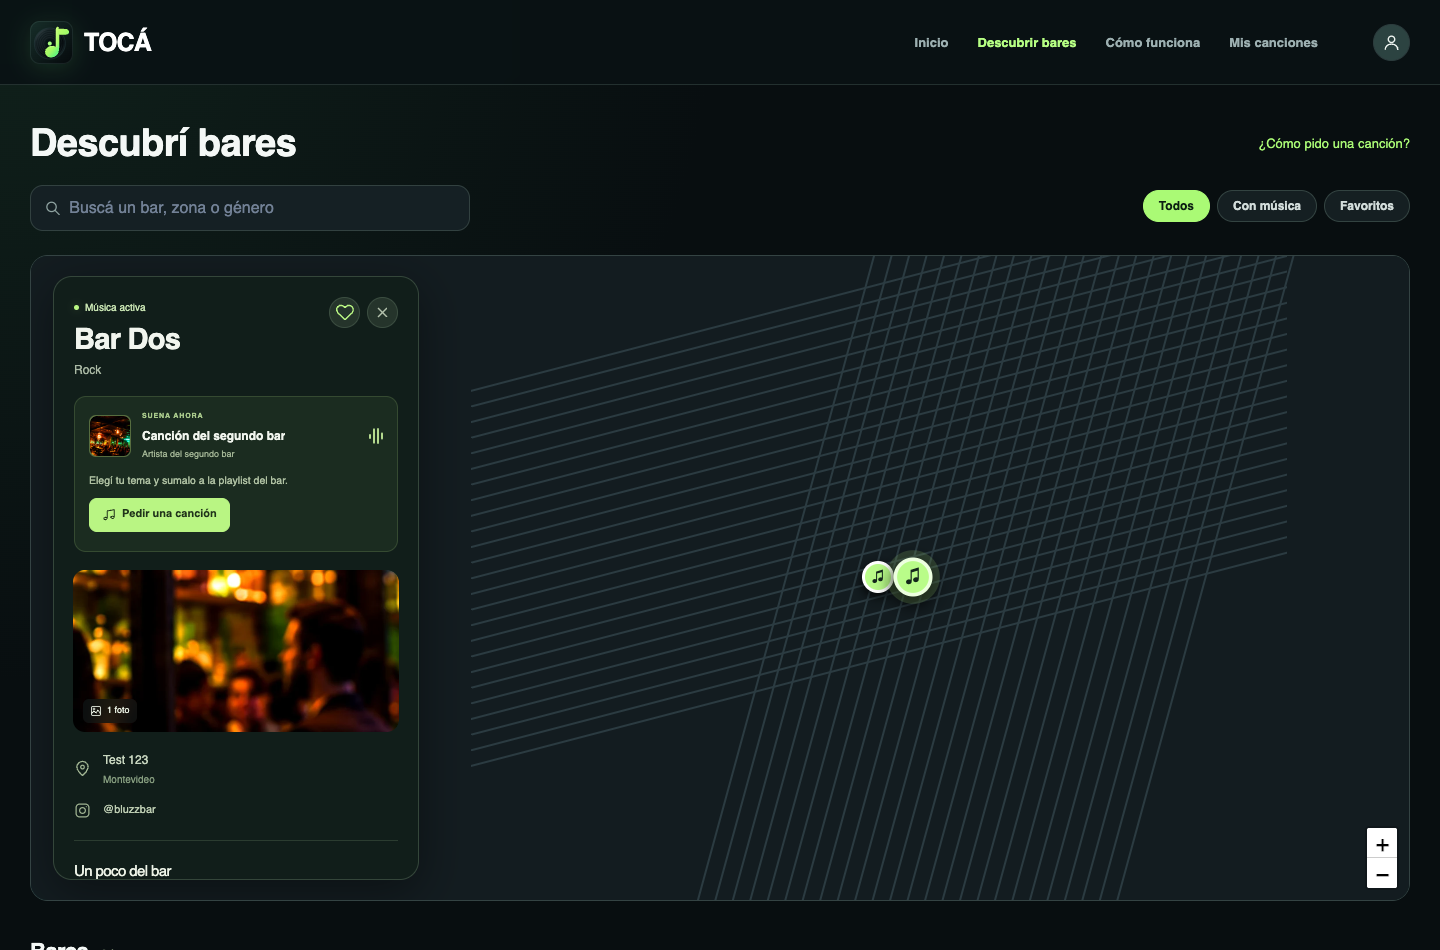 TOCÁ
Inicio
Descubrir bares
Cómo funciona
Mis canciones
Descubrí bares
¿Cómo pido una canción?
Buscá un bar, zona o género
Todos
Con música
Favoritos
Música activa
Bar Dos
Rock
SUENA AHORA
Canción del segundo bar
Artista del segundo bar
Elegí tu tema y sumalo a la playlist del bar.
Pedir una canción
1 foto
Test 123
Montevideo
@bluzzbar
Un poco del bar
+
−
Bares